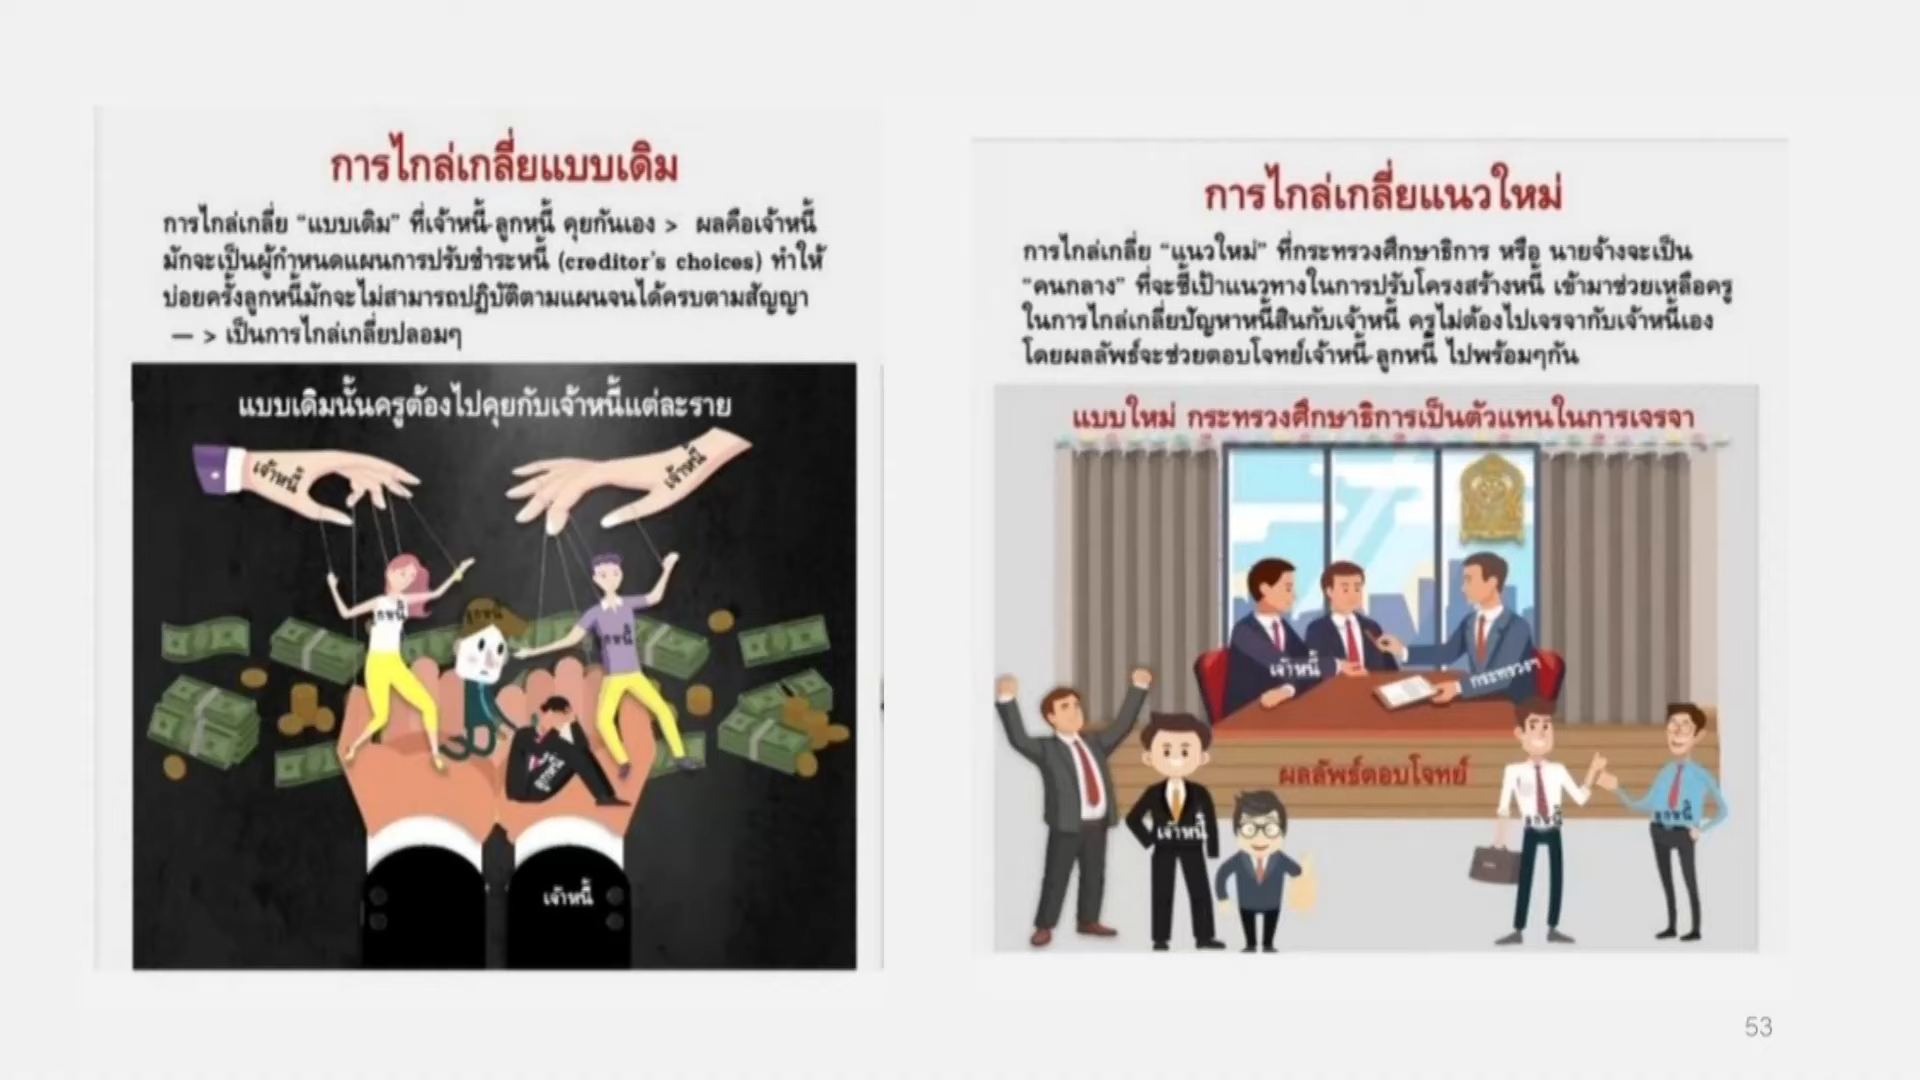 การไกล่เกลี่ยแบบเดิม
การไกล่เกลี่ย “แบบเดิม” ที่เจ้าหนี้-ลูกหนี้ คุยกันเอง > ผลคือเจ้าหนี้
มักจะเป็นผู้กำหนดแผนการปรับชำระหนี้ (creditor's choices) ทำให้
บ่อยครั้งลูกหนี้มักจะไม่สามารถปฏิบัติตามแผนจนได้ครบตามสัญญา
— > เป็นการไกล่เกลี่ยปลอมๆ
แบบเดิมนั้นครูต้องไปคุยกับเจ้าหนี้แต่ละราย
เจ้าหนี้
เจ้าหนี้
ลูกหนี้
ลูกหนี้
ลูกหนี้
ลูกหนี้
เจ้าหนี้
การไกล่เกลี่ยแนวใหม่
การไกล่เกลี่ย “แนวใหม่” ที่กระทรวงศึกษาธิการ หรือ นายจ้างจะเป็น
“คนกลาง” ที่จะชี้เป้าแนวทางในการปรับโครงสร้างหนี้ เข้ามาช่วยเหลือครู
ในการไกล่เกลี่ยปัญหาหนี้สินกับเจ้าหนี้ ครูไม่ต้องไปเจรจากับเจ้าหนี้เอง
โดยผลลัพธ์จะช่วยตอบโจทย์เจ้าหนี้-ลูกหนี้ ไปพร้อมๆกัน
แบบใหม่ กระทรวงศึกษาธิการเป็นตัวแทนในการเจรจา
เจ้าหนี้
กระทรวงฯ
ผลลัพธ์ตอบโจทย์
เจ้าหนี้
ลูกหนี้
ลูกหนี้
53